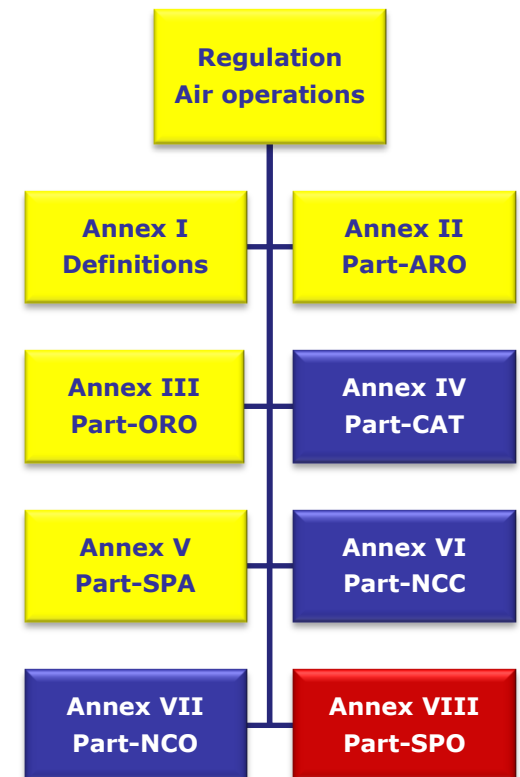 Regulation
Air operations
Annex I
Definitions
Annex II
Part-ARO
Annex III
Part-ORO
Annex IV
Part-CAT
Annex V
Part-SPA
Annex VI
Part-NCC
Annex VII
Part-NCO
Annex VIII
Part-SPO